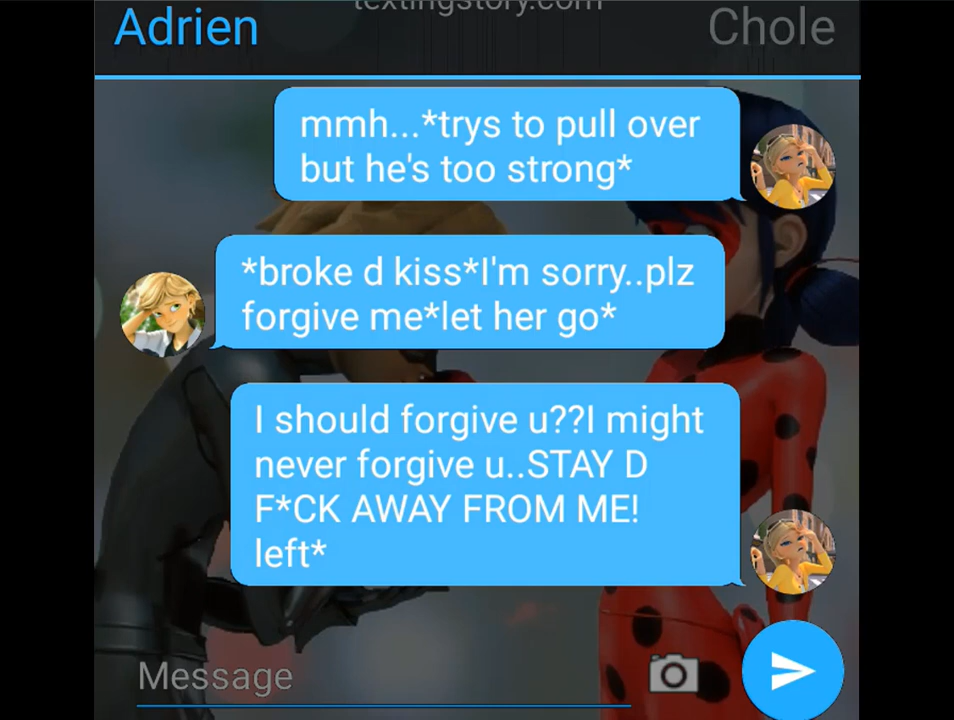 textingstory.com
Adrien
Chole
mmh...*trys to pull over
but he's too strong*
*broke d kiss*I'm sorry..plz
forgive me*let her go*
I should forgive u??I might
never forgive u..STAY D
F*CK AWAY FROM ME!
left*
Message